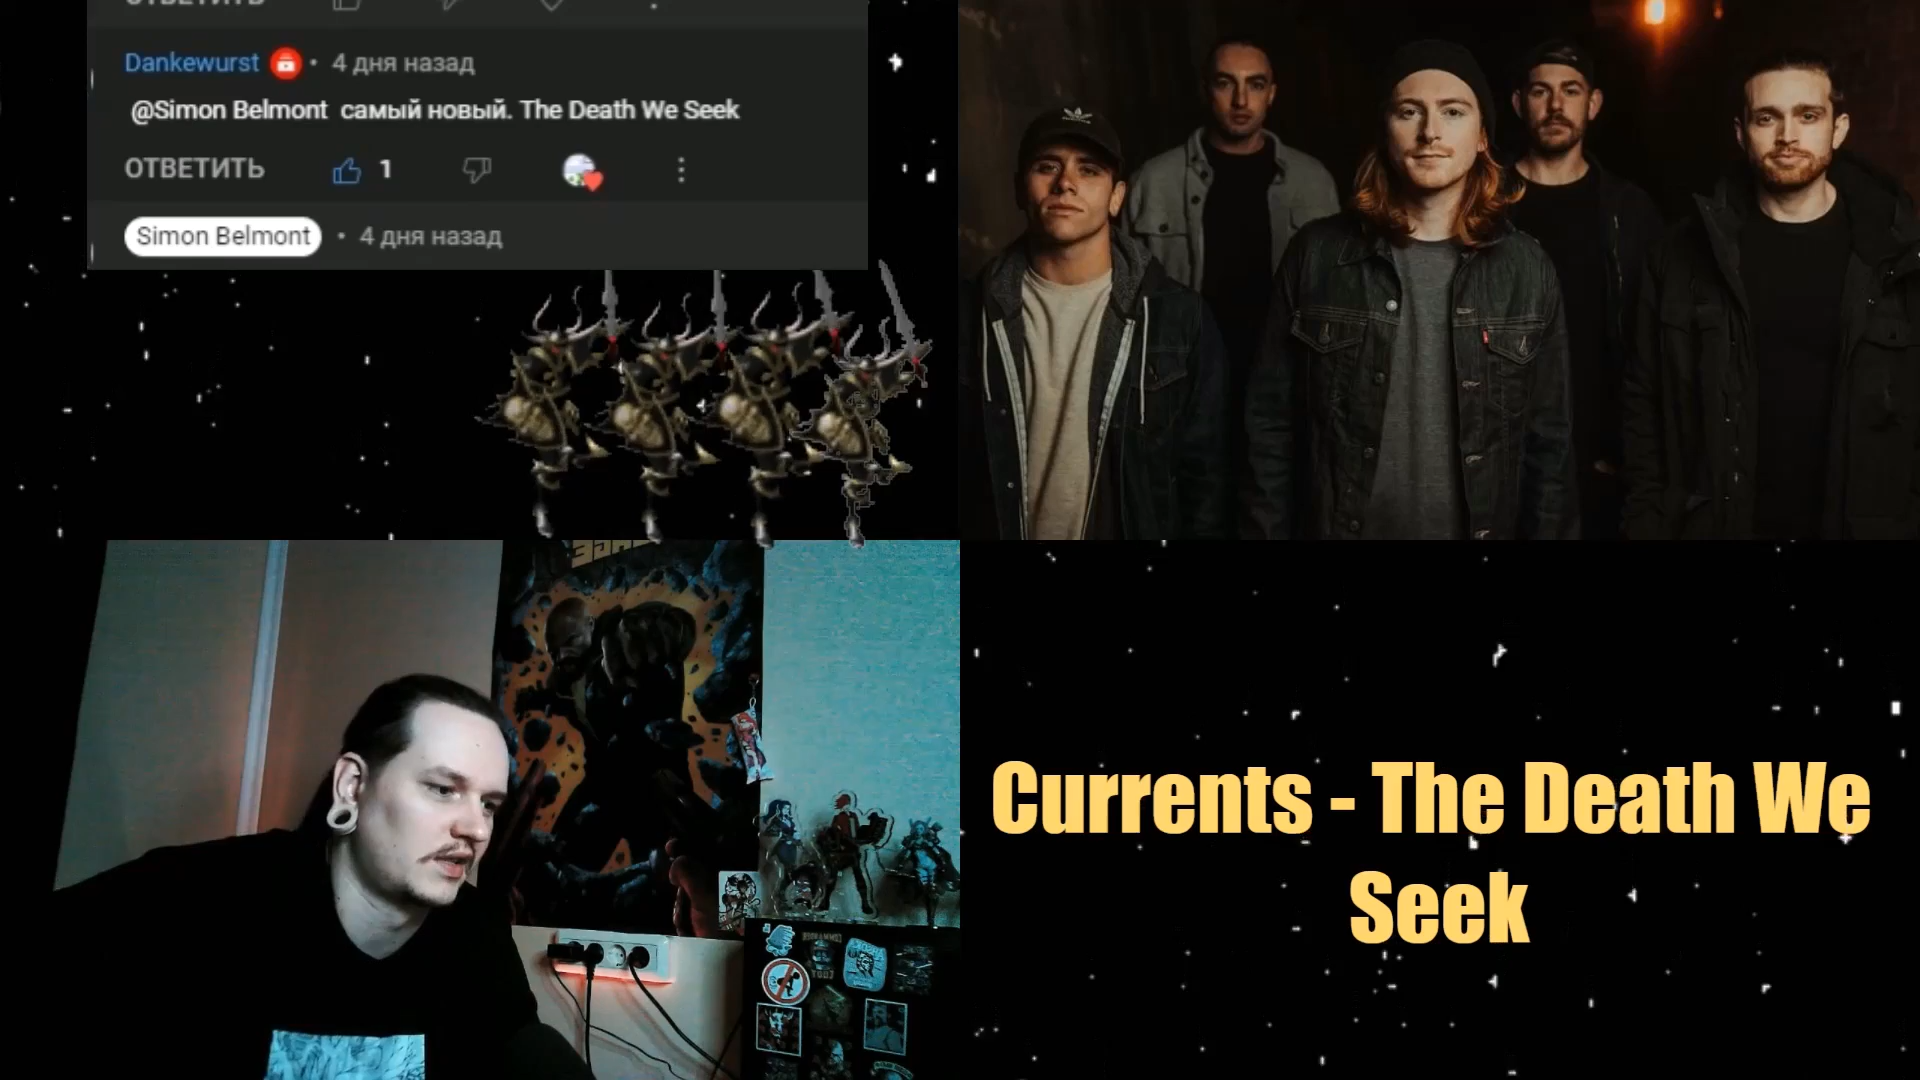 ОТВЕТИТЬ
Dankewurst • 4 дня назад
@Simon Belmont самый новый. The Death We Seek
ОТВЕТИТЬ 1
Simon Belmont • 4 дня назад
Currents - The Death We
Seek